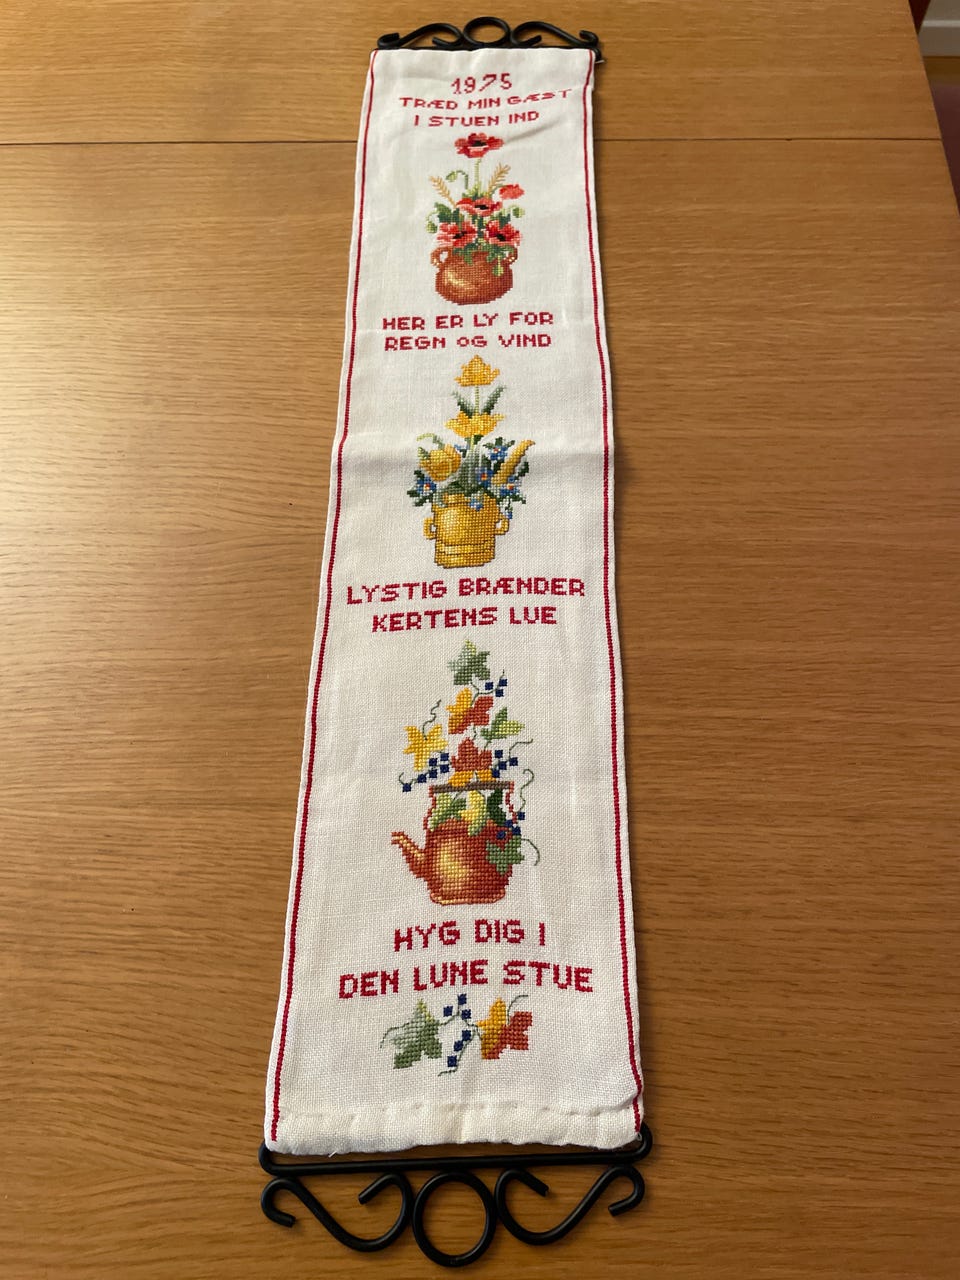 1975
TRÆD MIN GÆST
I STUEN IND
HER ER LY FOR
REGN OG VIND
LYSTIG BRÆNDER
KERTENS LUE
HYG DIG I
DEN LUNE STUE